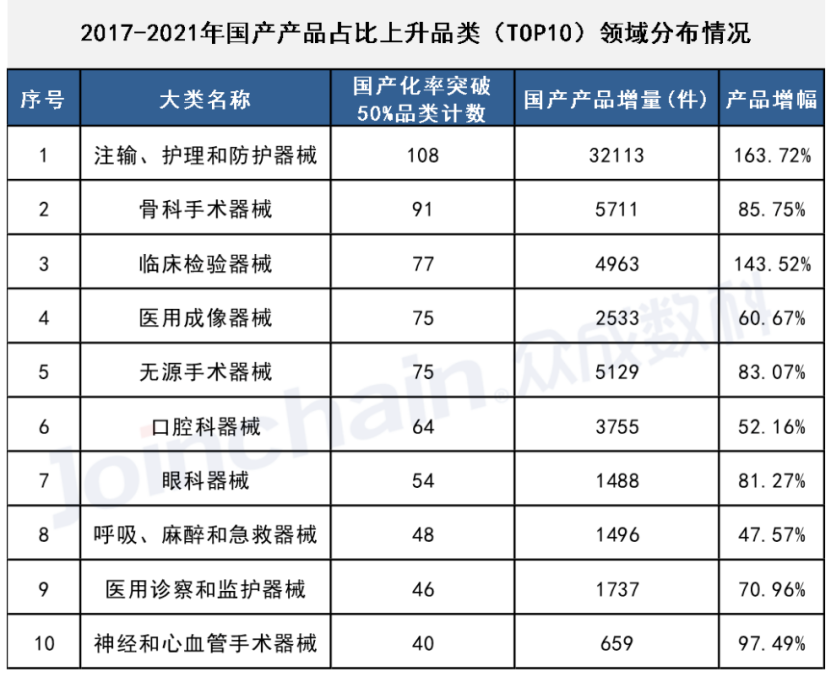 2017-2021年国产产品占比上升品类（TOP10）领域分布情况
序号 大类名称 国产化率突破50%品类计数 国产产品增量(件) 产品增幅
1 注输、护理和防护器械 108 32113 163.72%
2 骨科手术器械 91 5711 85.75%
3 临床检验器械 77 4963 143.52%
4 医用成像器械 75 2533 60.67%
5 无源手术器械 75 5129 83.07%
6 口腔科器械 64 3755 52.16%
7 眼科器械 54 1488 81.27%
8 呼吸、麻醉和急救器械 48 1496 47.57%
9 医用诊察和监护器械 46 1737 70.96%
10 神经和心血管手术器械 40 659 97.49%
Joinchain®众成数科